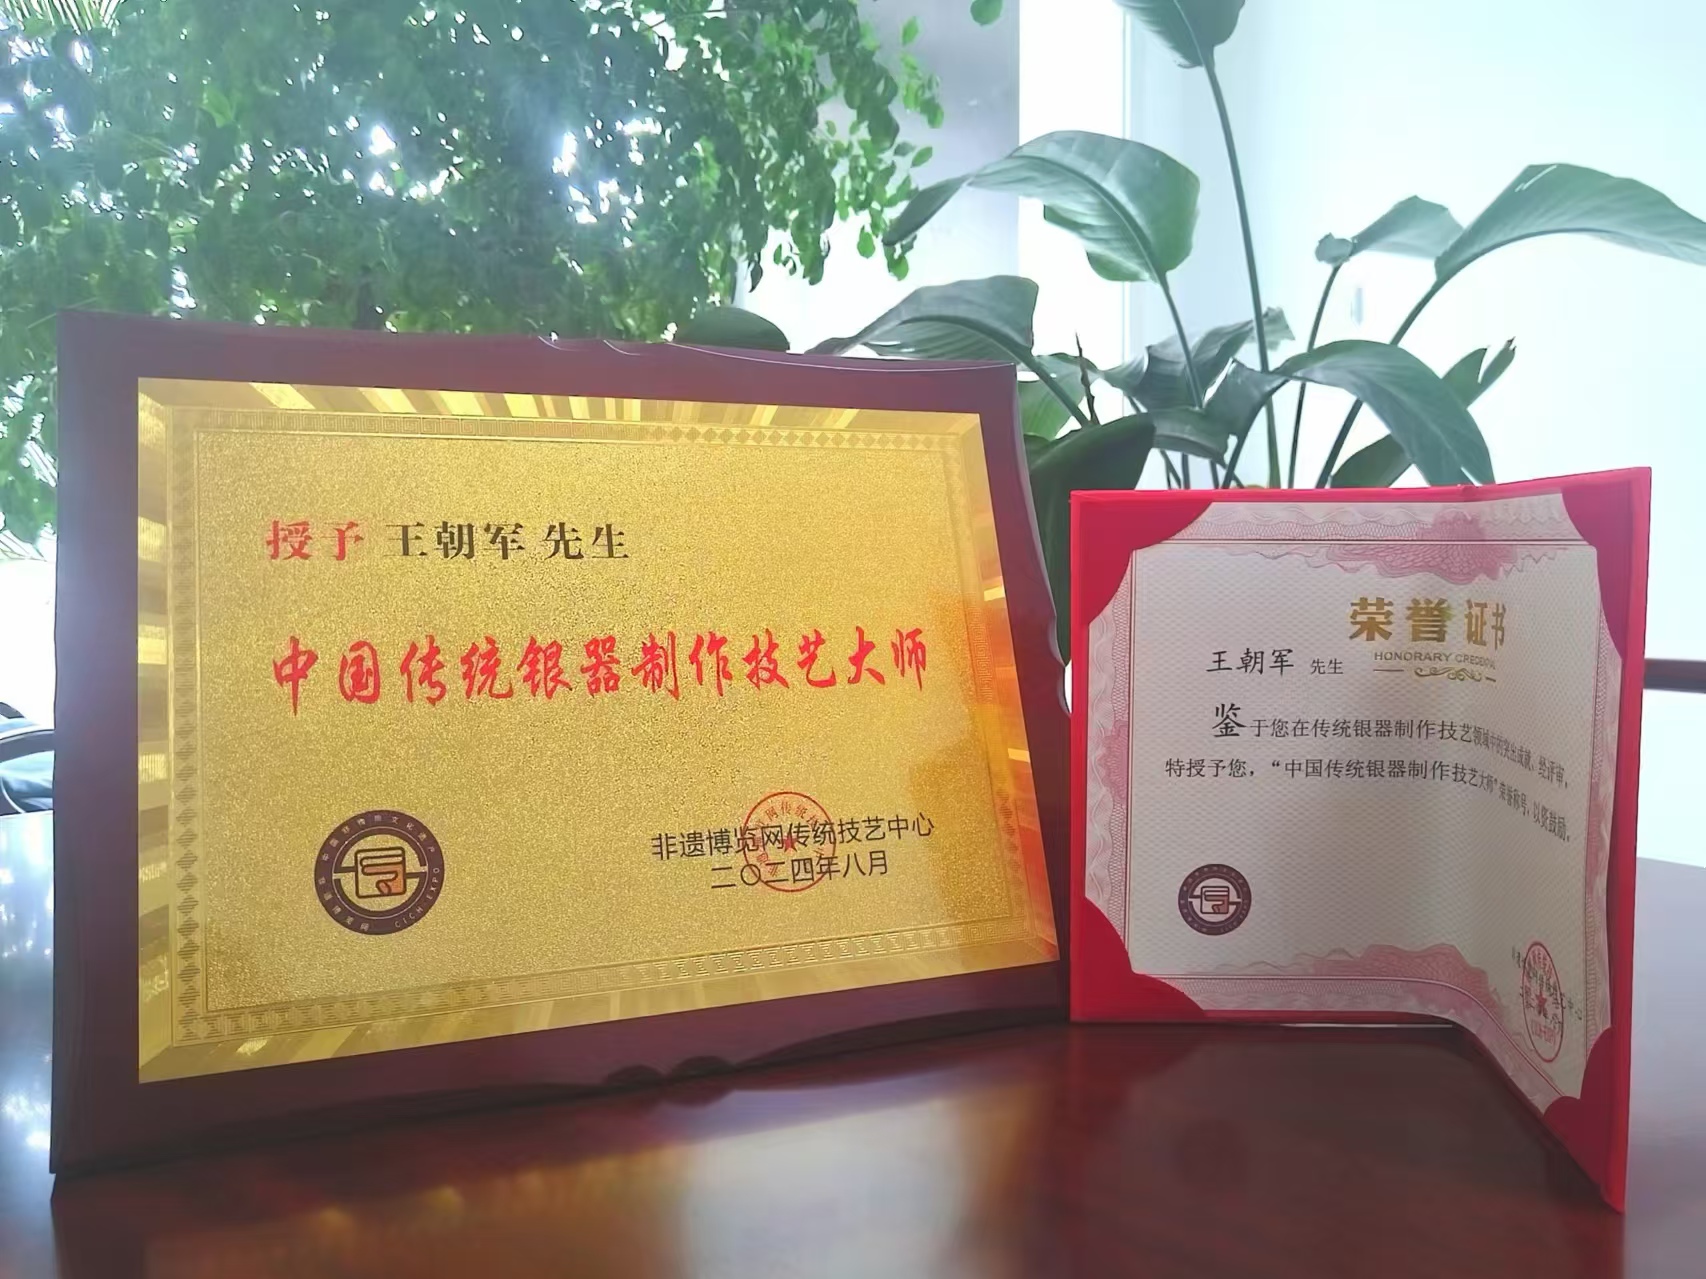 授予 王朝军 先生
中国传统银器制作技艺大师
CICH·EXPO
非遗博览网传统技艺中心
二〇二四年八月
荣誉证书
HONORARY
王朝军 先生
鉴于您在传统银器制作技艺领域中的突出成就，经评审，
特授予您，“中国传统银器制作技艺大师”荣誉称号，以资鼓励。